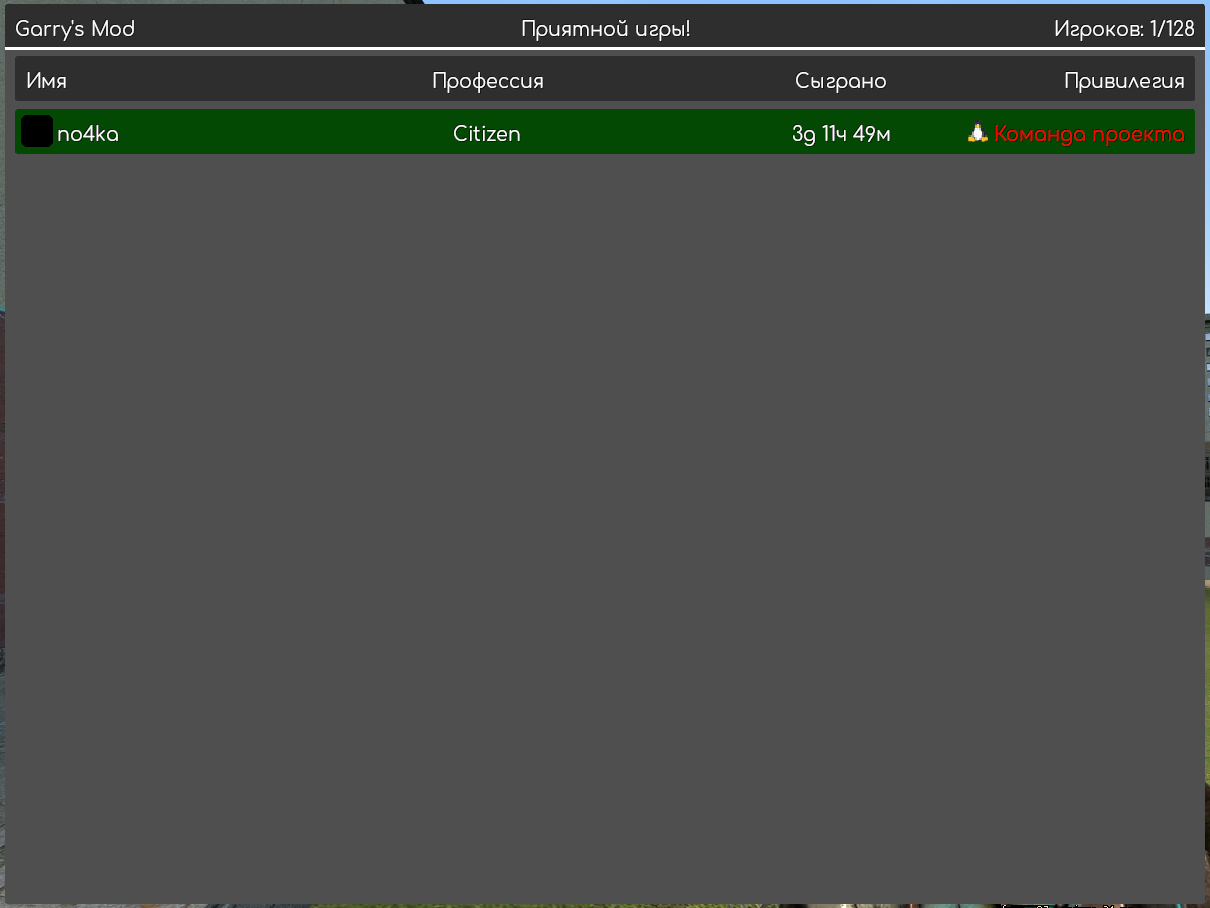 Garry's Mod Приятной игры! Игроков: 1/128
Имя Профессия Сыграно Привилегия
no4ka Citizen 3д 11ч 49м Команда проекта